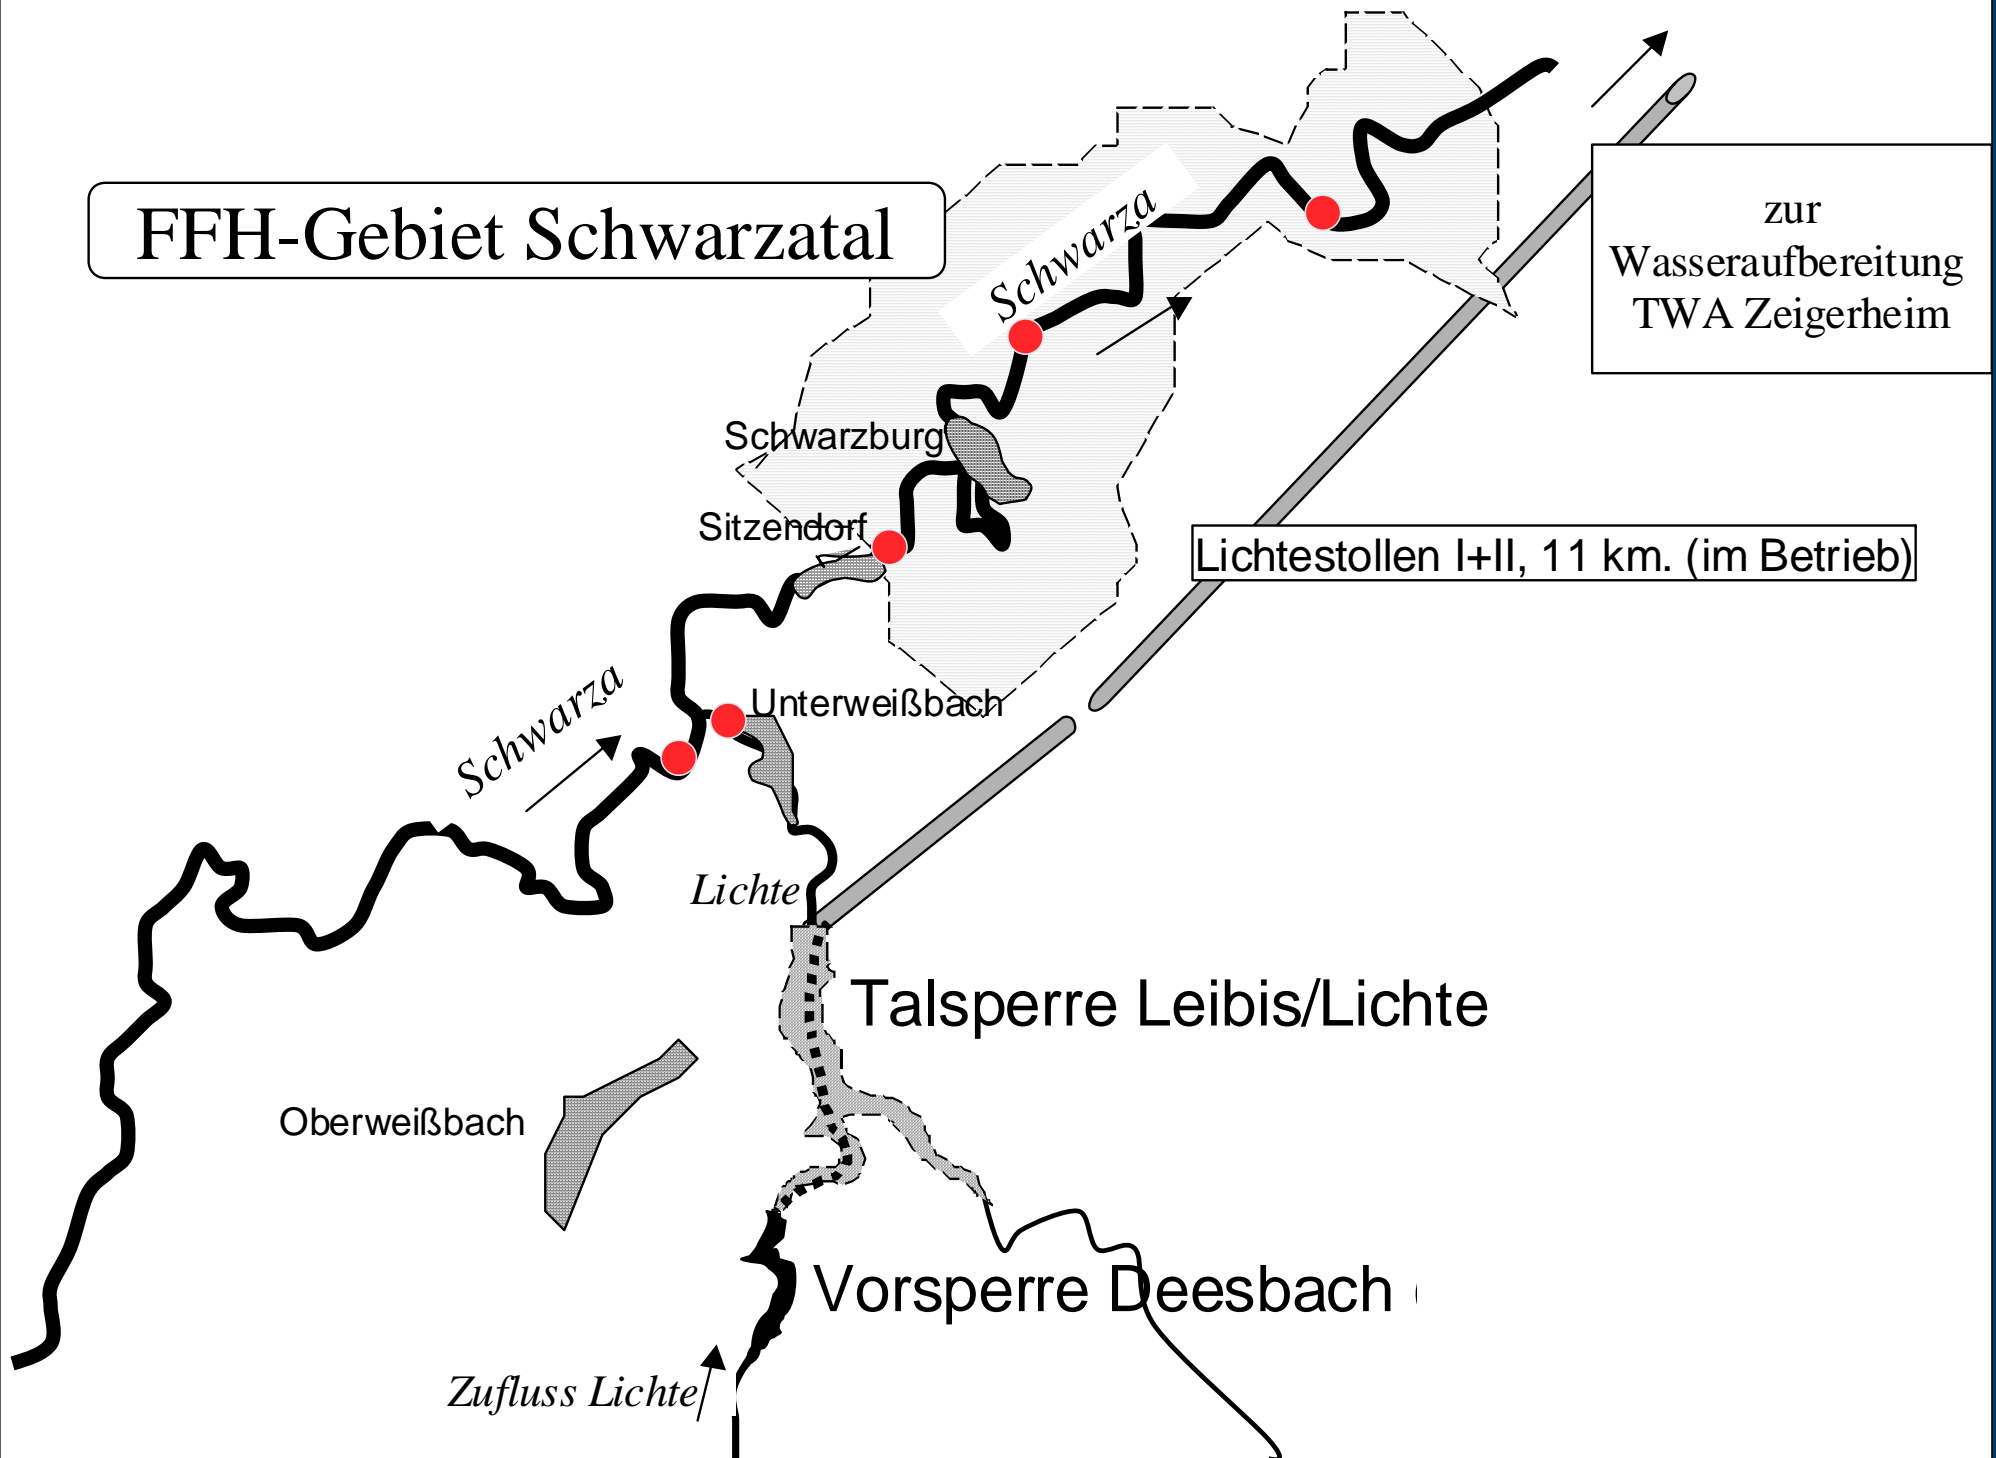 FFH-Gebiet Schwarzatal
Schwarza
zur
Wasseraufbereitung
TWA Zeigerheim
Schwarzburg
Sitzendorf
Lichtestollen I+II, 11 km. (im Betrieb)
Schwarza
Unterweißbach
Lichte
Talsperre Leibis/Lichte
Oberweißbach
Vorsperre Deesbach
Zufluss Lichte